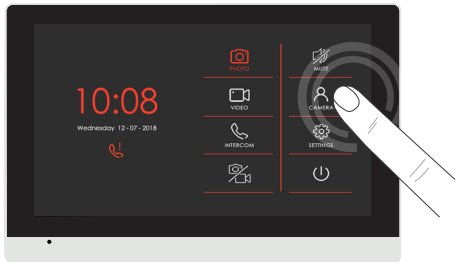 10:08
Wednesday 12 - 07 - 2018
PHOTO
MUTE
VIDEO
CAMERA
INTERCOM
SETTINGS